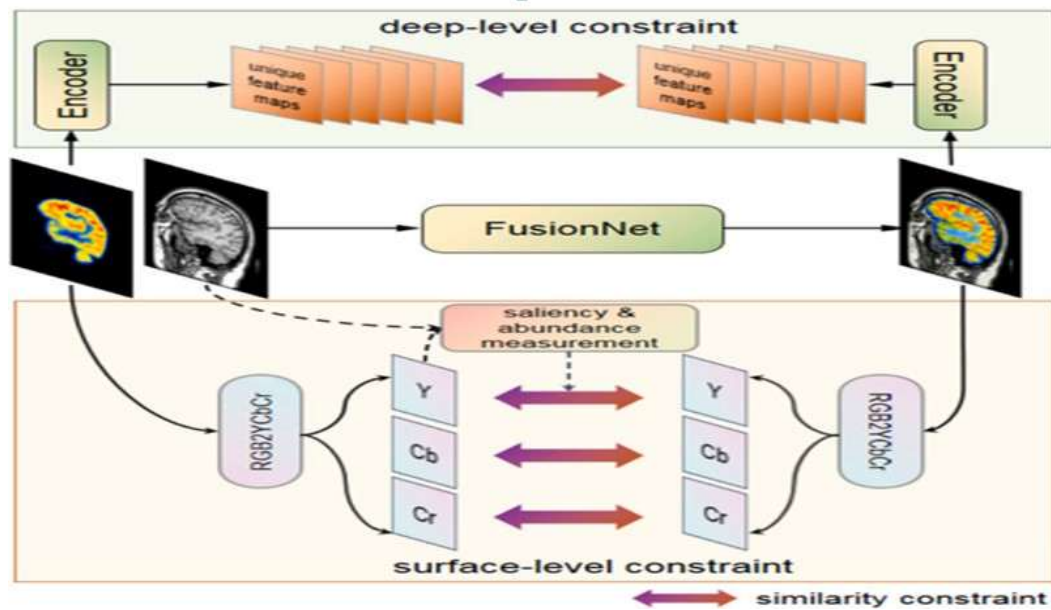 deep-level constraint
Encoder
unique
feature
maps
unique
feature
maps
Encoder
FusionNet
saliency &
abundance
measurement
RGB2YCbCr
Y
Y
RGB2YCbCr
Cb
Cb
Cr
Cr
surface-level constraint
similarity constraint